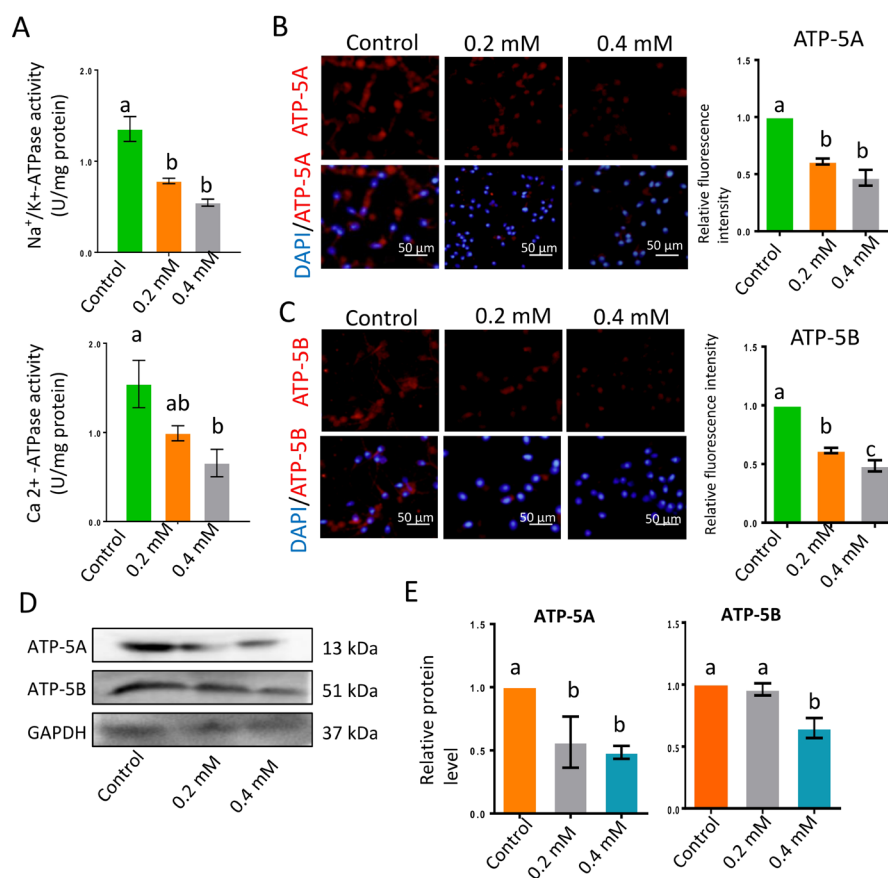 A
Na⁺/K+-ATPase activity
(U/mg protein)
2.0
1.0
0.0
a
b
b
Control
0.2 mM
0.4 mM
Ca 2+ -ATPase activity
(U/mg protein)
2.0
1.0
0.0
a
ab
b
Control
0.2 mM
0.4 mM
B
Control
0.2 mM
0.4 mM
ATP-5A
DAPI/ATP-5A
50 μm
50 μm
50 μm
ATP-5A
Relative fluorescence
intensity
1.5
1.0
0.5
0.0
a
b
b
Control
0.2 mM
0.4 mM
C
Control
0.2 mM
0.4 mM
ATP-5B
DAPI/ATP-5B
50 μm
50 μm
50 μm
ATP-5B
Relative fluorescence intensity
1.5
1.0
0.5
0.0
a
b
c
Control
0.2 mM
0.4 mM
D
ATP-5A
13 kDa
ATP-5B
51 kDa
GAPDH
37 kDa
Control
0.2 mM
0.4 mM
E
Relative protein
level
ATP-5A
1.5
1.0
0.5
0.0
a
b
b
Control
0.2 mM
0.4 mM
ATP-5B
1.5
1.0
0.5
0.0
a
a
b
Control
0.2 mM
0.4 mM